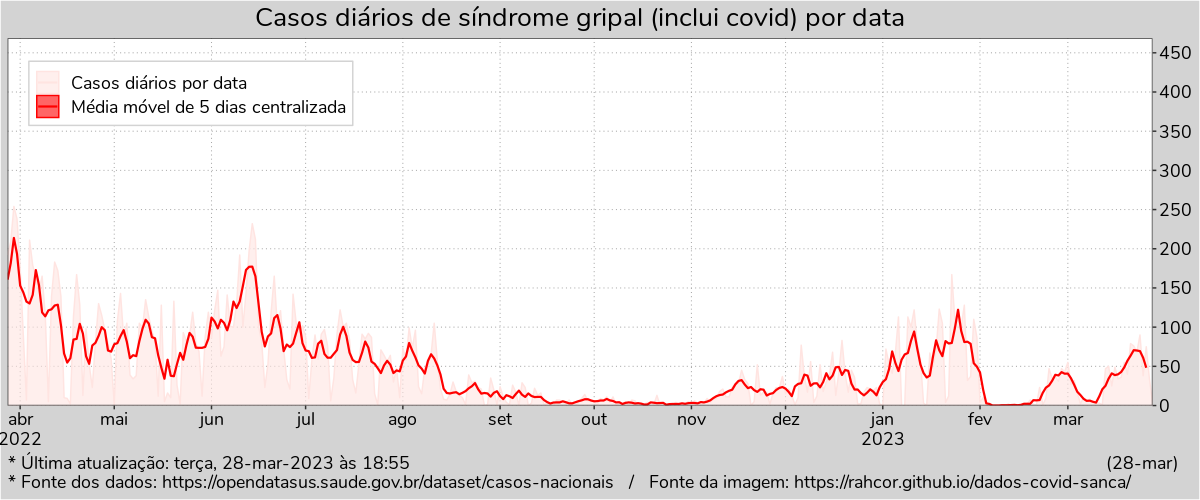 Casos diários de síndrome gripal (inclui covid) por data
Casos diários por data
Média móvel de 5 dias centralizada
450
400
350
300
250
200
150
100
50
0
abr mai jun jul ago set out nov dez jan fev mar
2022 2023
* Última atualização: terça, 28-mar-2023 às 18:55 (28-mar)
* Fonte dos dados: https://opendatasus.saude.gov.br/dataset/casos-nacionais / Fonte da imagem: https://rahcor.github.io/dados-covid-sanca/